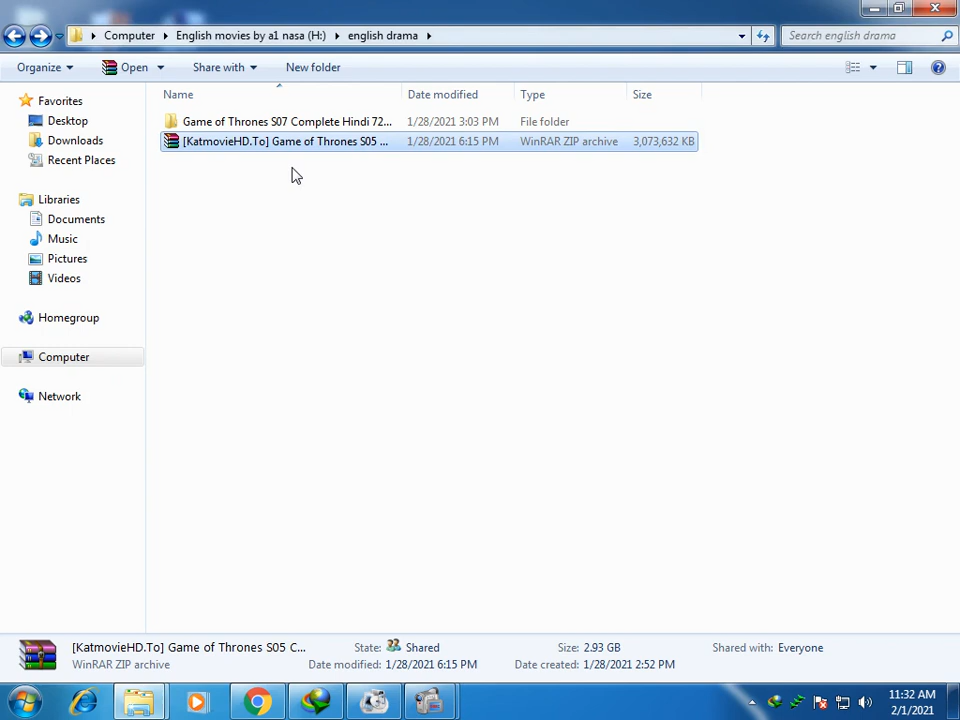 Computer English movies by a1 nasa (H:) english drama Search english drama
Organize Open Share with New folder
Name Date modified Type Size
Favorites
Desktop
Downloads
Recent Places
Libraries
Documents
Music
Pictures
Videos
Homegroup
Computer
Network
Game of Thrones S07 Complete Hindi 72... 1/28/2021 3:03 PM File folder
[KatmovieHD.To] Game of Thrones S05 ... 1/28/2021 6:15 PM WinRAR ZIP archive 3,073,632 KB
[KatmovieHD.To] Game of Thrones S05 C... State: Shared Size: 2.93 GB Shared with: Everyone
WinRAR ZIP archive Date modified: 1/28/2021 6:15 PM Date created: 1/28/2021 2:52 PM
11:32 AM
2/1/2021